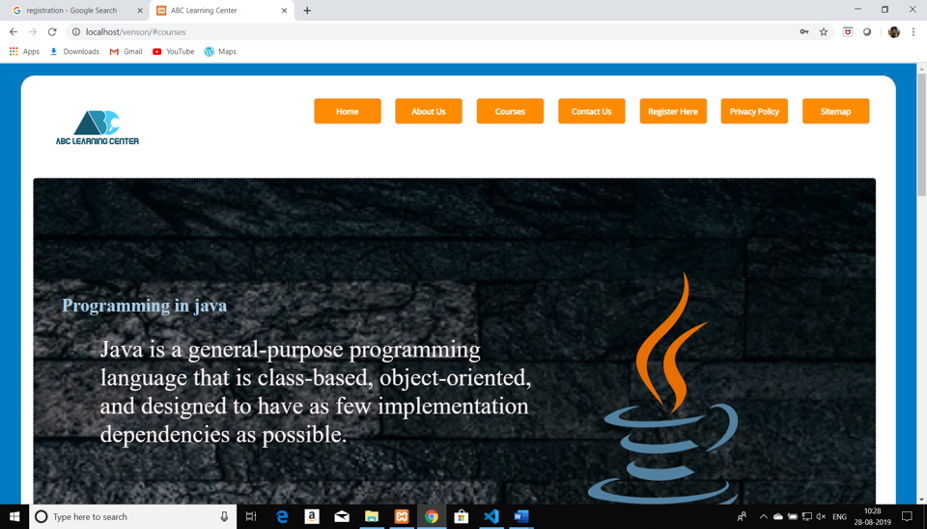 registration - Google Search
ABC Learning Center
localhost/venson/#courses
Apps
Downloads
Gmail
YouTube
Maps
Home
About Us
Courses
Contact Us
Register Here
Privacy Policy
Sitemap
ABC
ABC LEARNING CENTER
Programming in java
Java is a general-purpose programming
language that is class-based, object-oriented,
and designed to have as few implementation
dependencies as possible.
Type here to search
ENG
10:28
28-08-2019